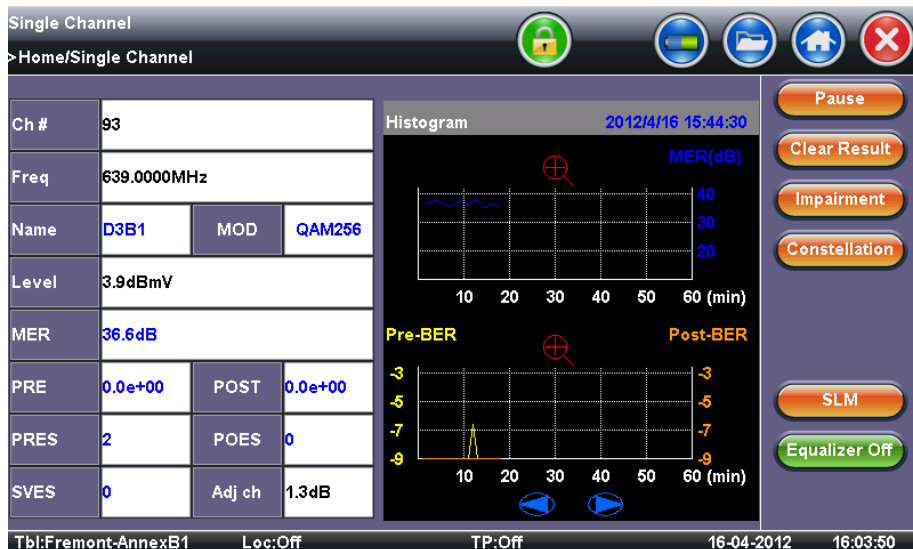 Single Channel
>Home/Single Channel
Ch # 93
Freq 639.0000MHz
Name D3B1 MOD QAM256
Level 3.9dBmV
MER 36.6dB
PRE 0.0e+00 POST 0.0e+00
PRES 2 POES 0
SVES 0 Adj ch 1.3dB
Histogram 2012/4/16 15:44:30
MER(dB)
40
30
20
10 20 30 40 50 60 (min)
Pre-BER Post-BER
-3 -3
-5 -5
-7 -7
-9 -9
10 20 30 40 50 60 (min)
Pause
Clear Result
Impairment
Constellation
SLM
Equalizer Off
Tbl:Fremont-AnnexB1 Loc:Off TP:Off 16-04-2012 16:03:50